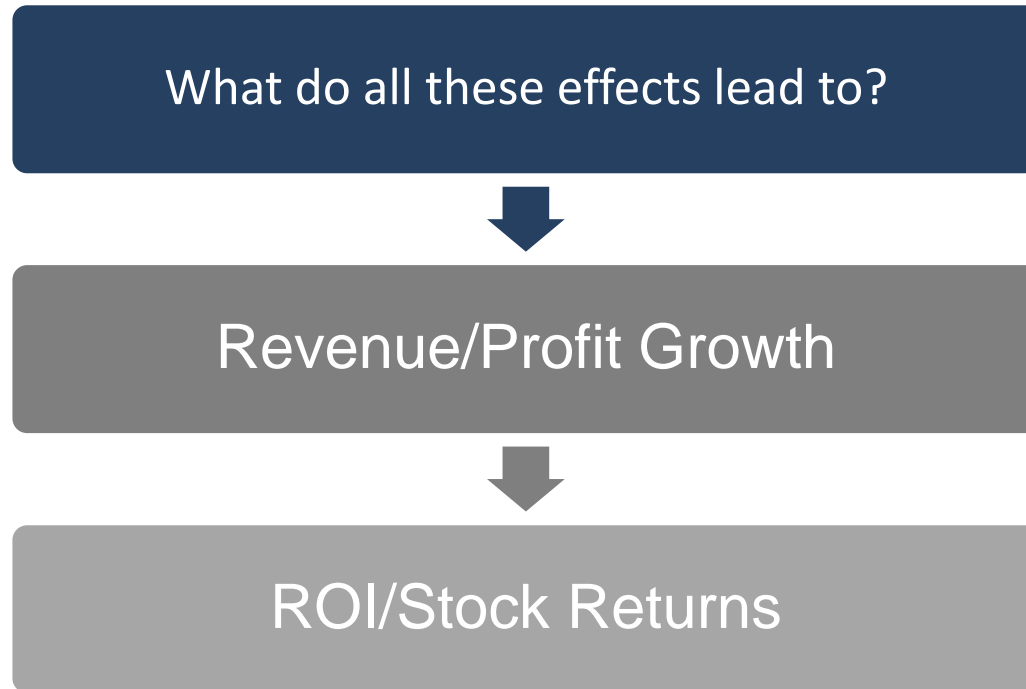 What do all these effects lead to?
Revenue/Profit Growth
ROI/Stock Returns